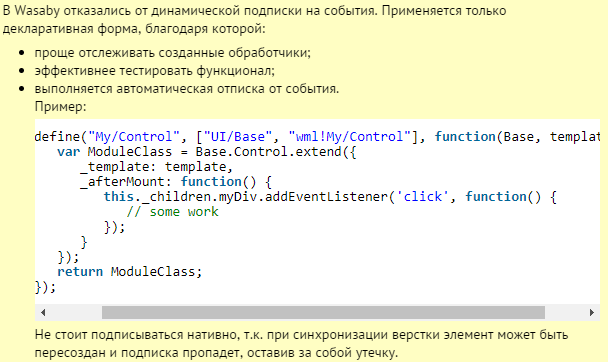 В Wasaby отказались от динамической подписки на события. Применяется только
декларативная форма, благодаря которой:
проще отслеживать созданные обработчики;
эффективнее тестировать функционал;
выполняется автоматическая отписка от события.
Пример:
define("My/Control", ["UI/Base", "wml!My/Control"], function(Base, templat
var ModuleClass = Base.Control.extend({
_template: template,
_afterMount: function() {
this._children.myDiv.addEventListener('click', function() {
// some work
});
}
});
return ModuleClass;
});
Не стоит подписываться нативно, т.к. при синхронизации верстки элемент может быть
пересоздан и подписка пропадет, оставив за собой утечку.